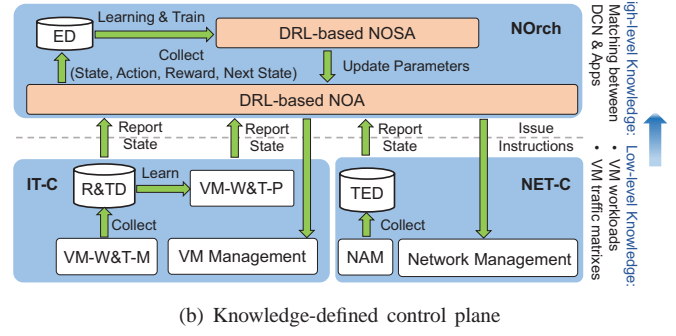 Learning & Train
NOrch
ED
DRL-based NOSA
Collect
(State, Action, Reward, Next State)
Update Parameters
DRL-based NOA
Report
State
Report
State
Report
State
Issue
Instructions
IT-C
R&TD
Learn
VM-W&T-P
NET-C
TED
Collect
Collect
VM-W&T-M
VM Management
NAM
Network Management
High-level Knowledge:
Matching between
DCN & Apps
Low-level Knowledge:
• VM workloads
• VM traffic matrixes
(b) Knowledge-defined control plane